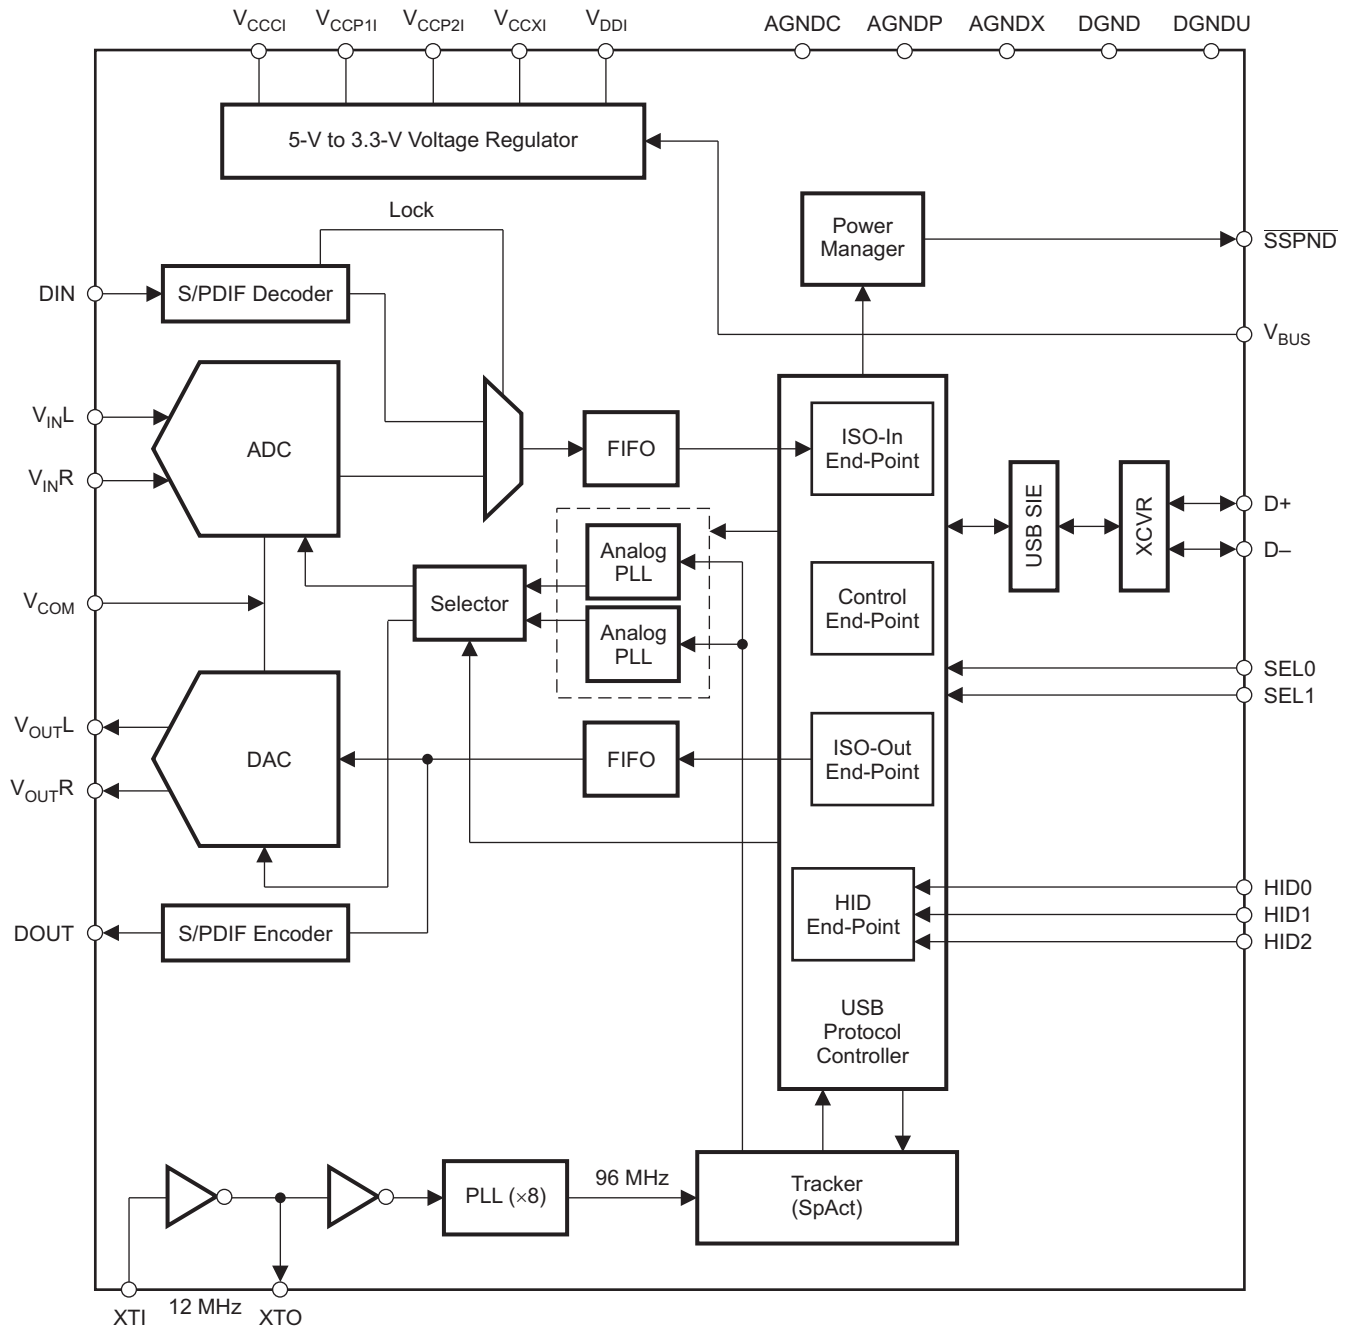 VCCCI VCCP1I VCCP2I VCCXI VDDI AGNDC AGNDP AGNDX DGND DGNDU
5-V to 3.3-V Voltage Regulator
Lock
Power
Manager
SSPND
DIN
S/PDIF Decoder
VBUS
VINL
VINR
ADC
FIFO
ISO-In
End-Point
USB SIE
XCVR
D+
D–
Analog
PLL
VCOM
Selector
Analog
PLL
Control
End-Point
SEL0
SEL1
VOUTL
VOUTR
DAC
FIFO
ISO-Out
End-Point
HID
End-Point
HID0
HID1
HID2
DOUT
S/PDIF Encoder
USB
Protocol
Controller
PLL (×8)
96 MHz
Tracker
(SpAct)
XTI
12 MHz
XTO